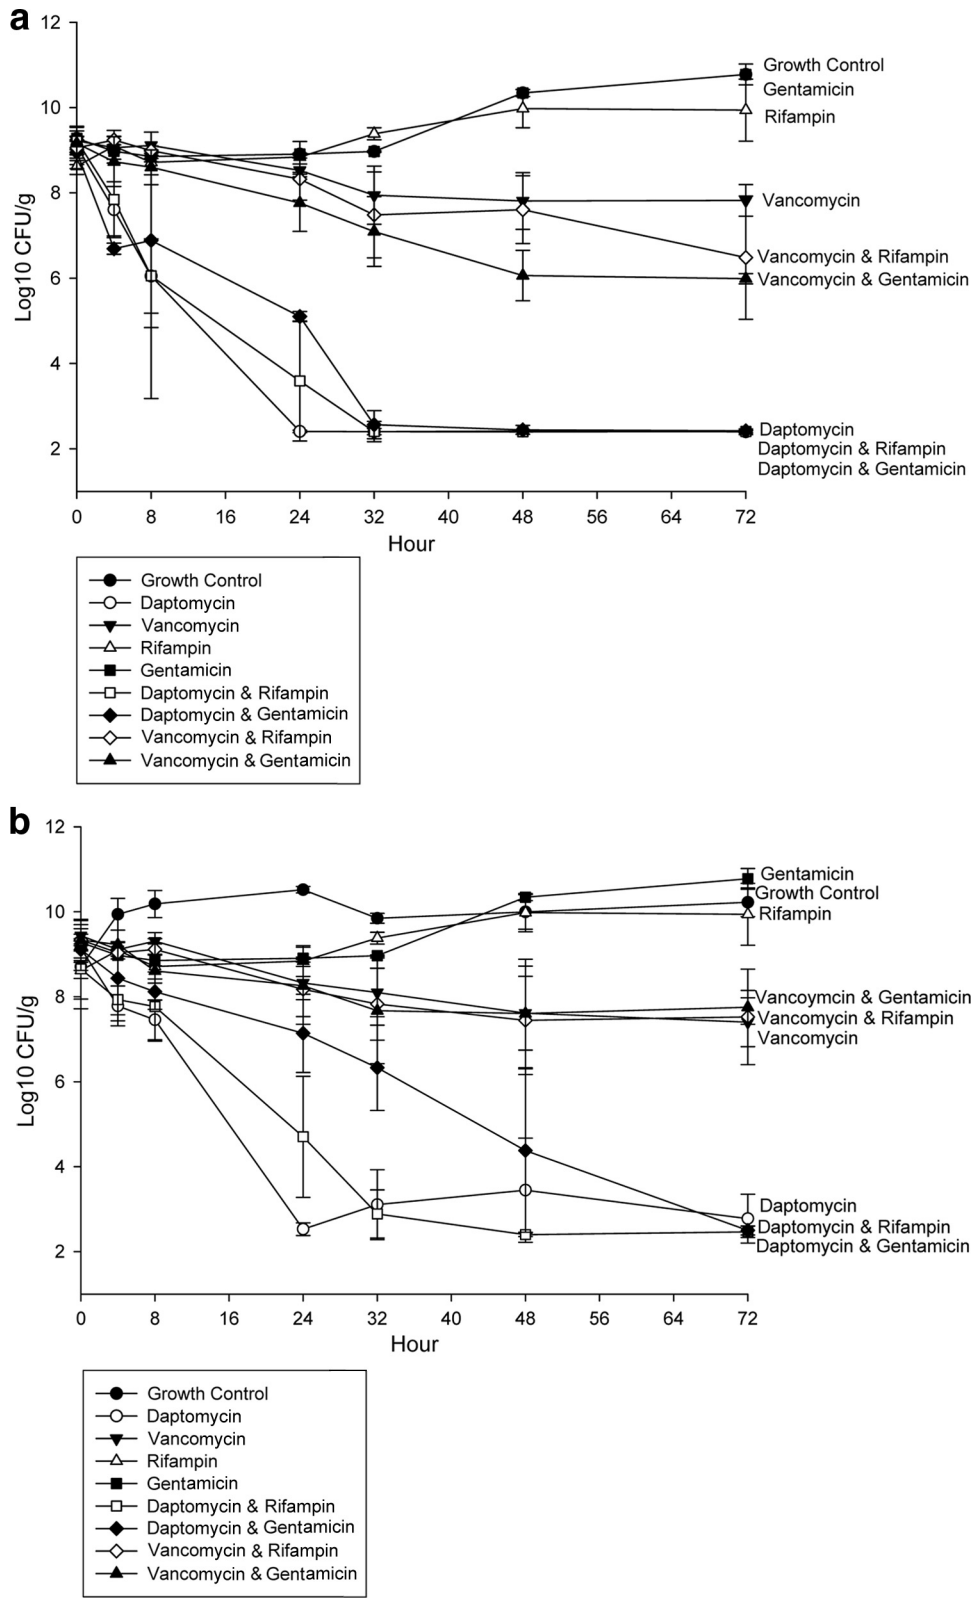 a
12
10
8
6
4
2
Log10 CFU/g
0 8 16 24 32 40 48 56 64 72
Hour
Growth Control
Gentamicin
Rifampin
Vancomycin
Vancomycin & Rifampin
Vancomycin & Gentamicin
Daptomycin
Daptomycin & Rifampin
Daptomycin & Gentamicin
Growth Control
Daptomycin
Vancomycin
Rifampin
Gentamicin
Daptomycin & Rifampin
Daptomycin & Gentamicin
Vancomycin & Rifampin
Vancomycin & Gentamicin
b
12
10
8
6
4
2
Log10 CFU/g
0 8 16 24 32 40 48 56 64 72
Hour
Gentamicin
Growth Control
Rifampin
Vancoymcin & Gentamicin
Vancomycin & Rifampin
Vancomycin
Daptomycin
Daptomycin & Rifampin
Daptomycin & Gentamicin
Growth Control
Daptomycin
Vancomycin
Rifampin
Gentamicin
Daptomycin & Rifampin
Daptomycin & Gentamicin
Vancomycin & Rifampin
Vancomycin & Gentamicin